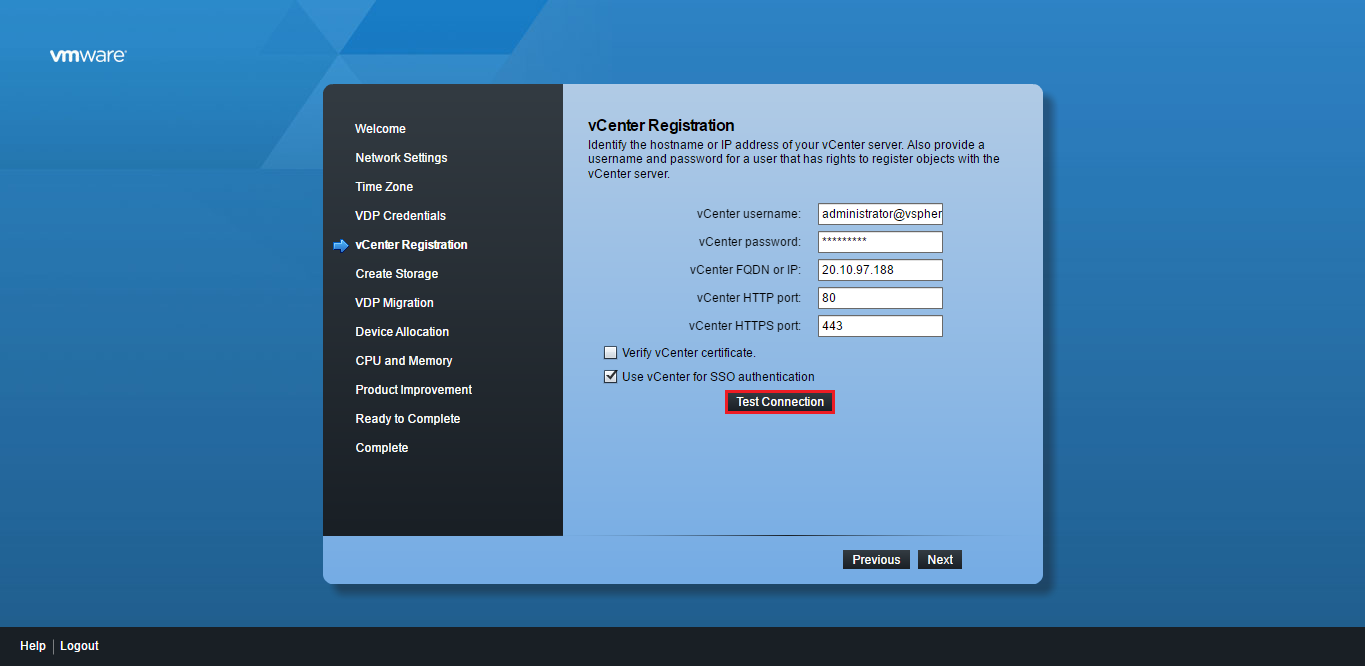 vmware
Welcome
Network Settings
Time Zone
VDP Credentials
vCenter Registration
Create Storage
VDP Migration
Device Allocation
CPU and Memory
Product Improvement
Ready to Complete
Complete
vCenter Registration
Identify the hostname or IP address of your vCenter server. Also provide a
username and password for a user that has rights to register objects with the
vCenter server.
vCenter username: administrator@vspher
vCenter password: *********
vCenter FQDN or IP: 20.10.97.188
vCenter HTTP port: 80
vCenter HTTPS port: 443
Verify vCenter certificate.
Use vCenter for SSO authentication
Test Connection
Previous Next
Help Logout